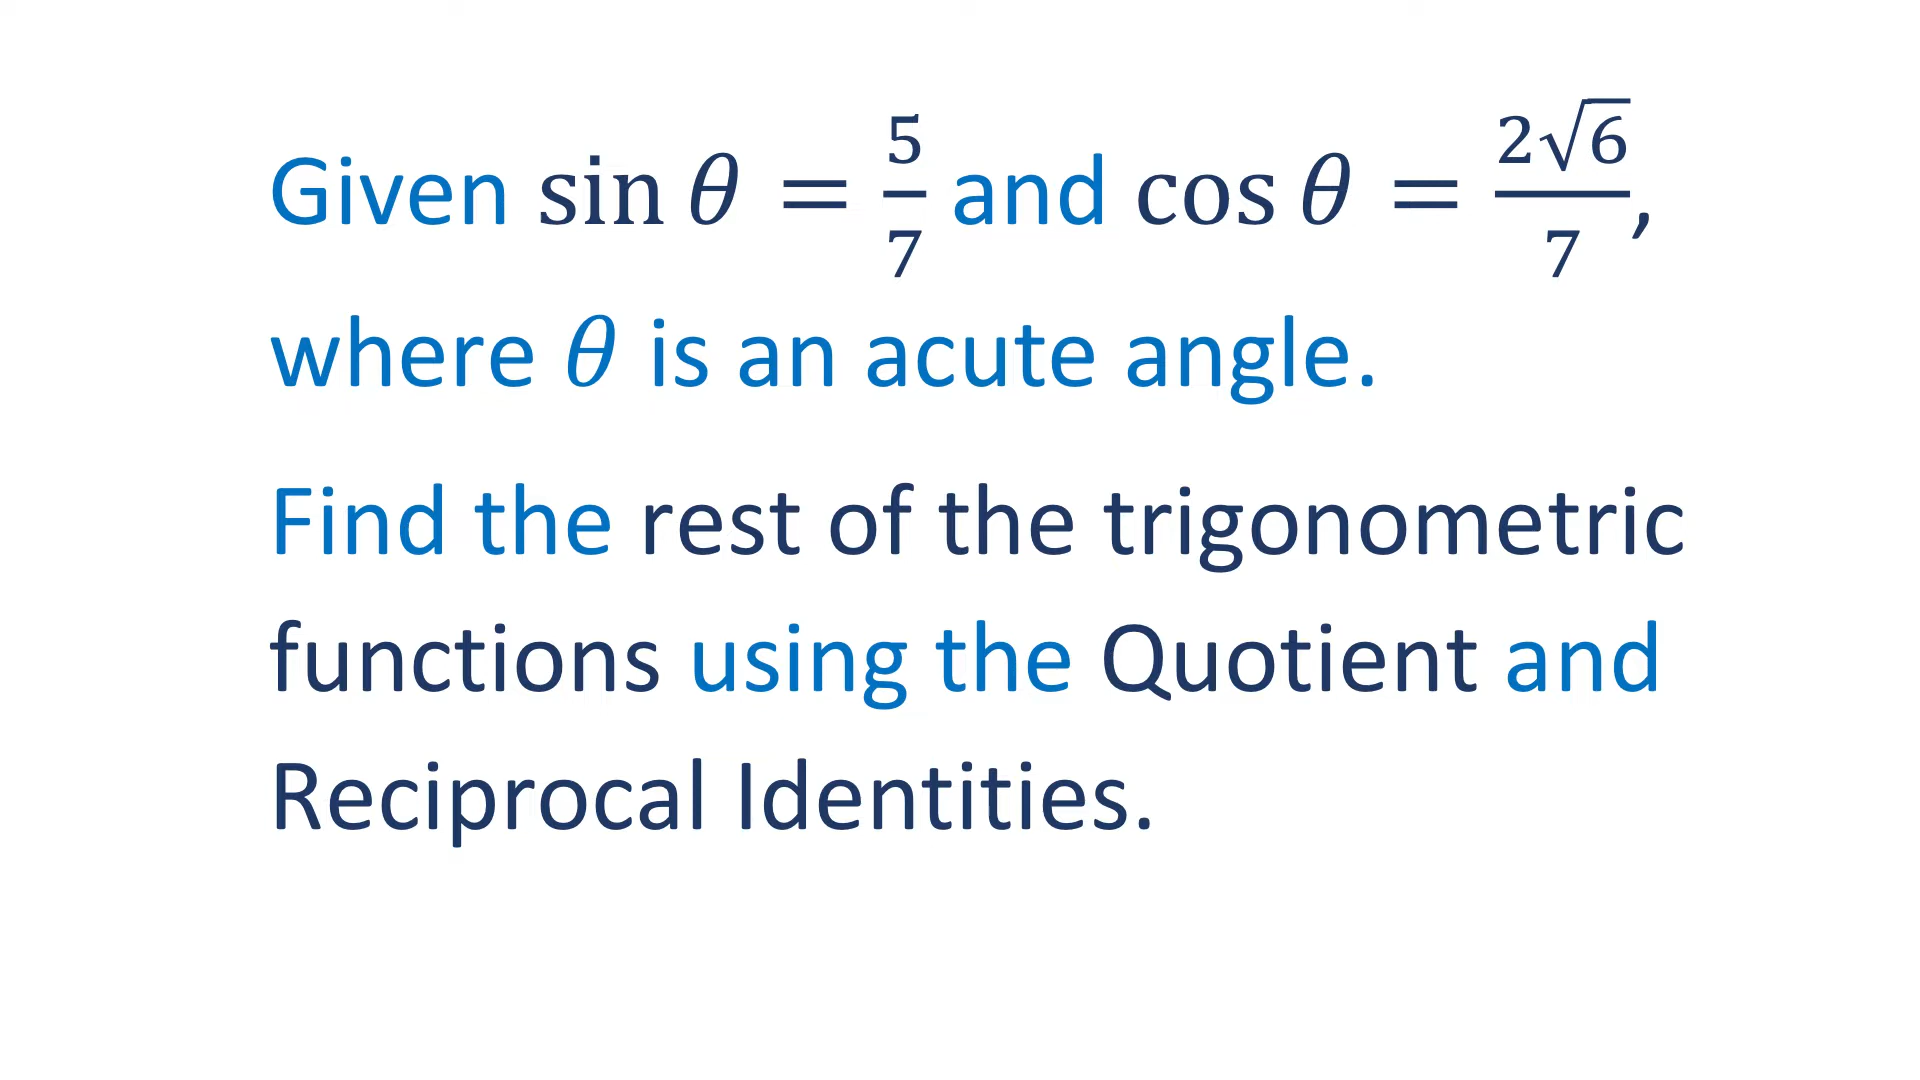 Given sin θ = 5/7 and cos θ = 2√6/7,
where θ is an acute angle.
Find the rest of the trigonometric
functions using the Quotient and
Reciprocal Identities.